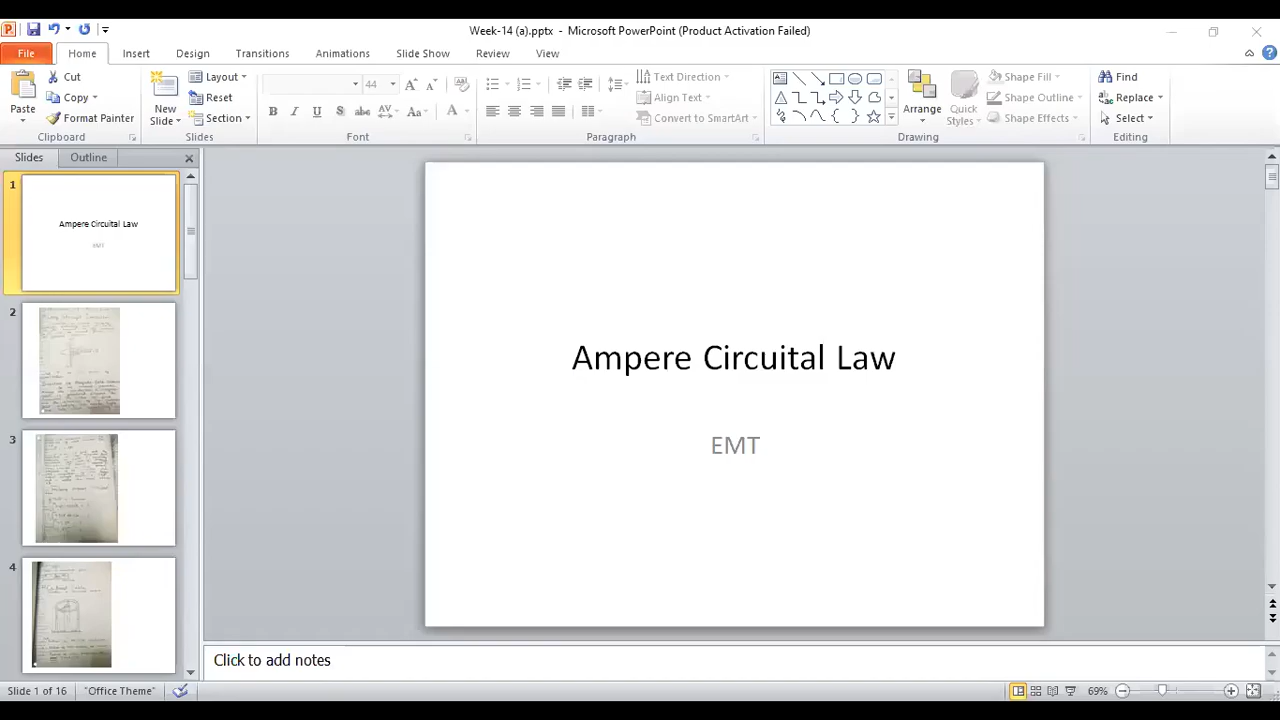 Week-14 (a).pptx - Microsoft PowerPoint (Product Activation Failed)
File Home Insert Design Transitions Animations Slide Show Review View
Paste
Cut
Copy
Format Painter
Clipboard
New
Slide
Layout
Reset
Section
Slides
44
B I U S abc AV Aa A
Font
Text Direction
Align Text
Convert to SmartArt
Paragraph
Arrange
Quick
Styles
Shape Fill
Shape Outline
Shape Effects
Drawing
Find
Replace
Select
Editing
Slides Outline
1
Ampere Circuital Law
EMT
2
3
4
Ampere Circuital Law
EMT
Click to add notes
Slide 1 of 16 "Office Theme" 69%